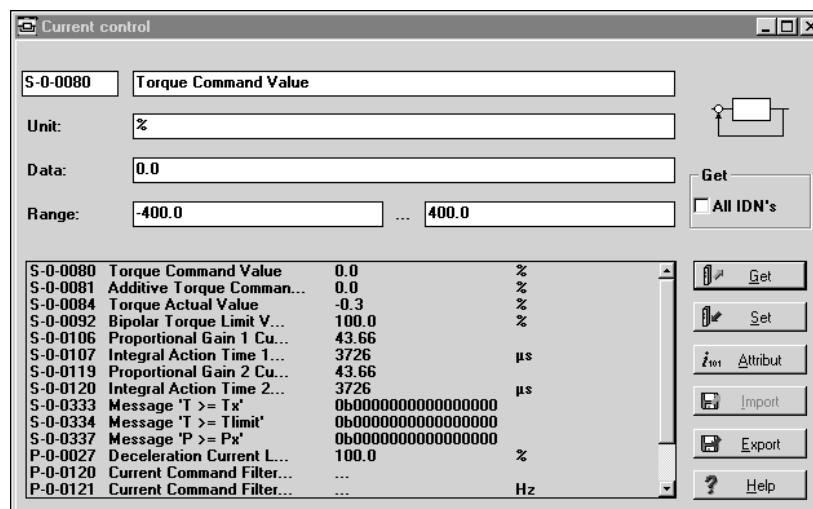 Current control
S-0-0080 Torque Command Value
Unit: %
Data: 0.0
Get
All IDN's
Range: -400.0 ... 400.0
S-0-0080 Torque Command Value 0.0 %
S-0-0081 Additive Torque Comman... 0.0 %
S-0-0084 Torque Actual Value -0.3 %
S-0-0092 Bipolar Torque Limit V... 100.0 %
S-0-0106 Proportional Gain 1 Cu... 43.66
S-0-0107 Integral Action Time 1... 3726 µs
S-0-0119 Proportional Gain 2 Cu... 43.66
S-0-0120 Integral Action Time 2... 3726 µs
S-0-0333 Message 'T >= Tx' 0b0000000000000000
S-0-0334 Message 'T >= Tlimit' 0b0000000000000000
S-0-0337 Message 'P >= Px' 0b0000000000000000
P-0-0027 Deceleration Current L... 100.0 %
P-0-0120 Current Command Filter... ...
P-0-0121 Current Command Filter... ... Hz
Get
Set
i101 Attribut
Import
Export
? Help